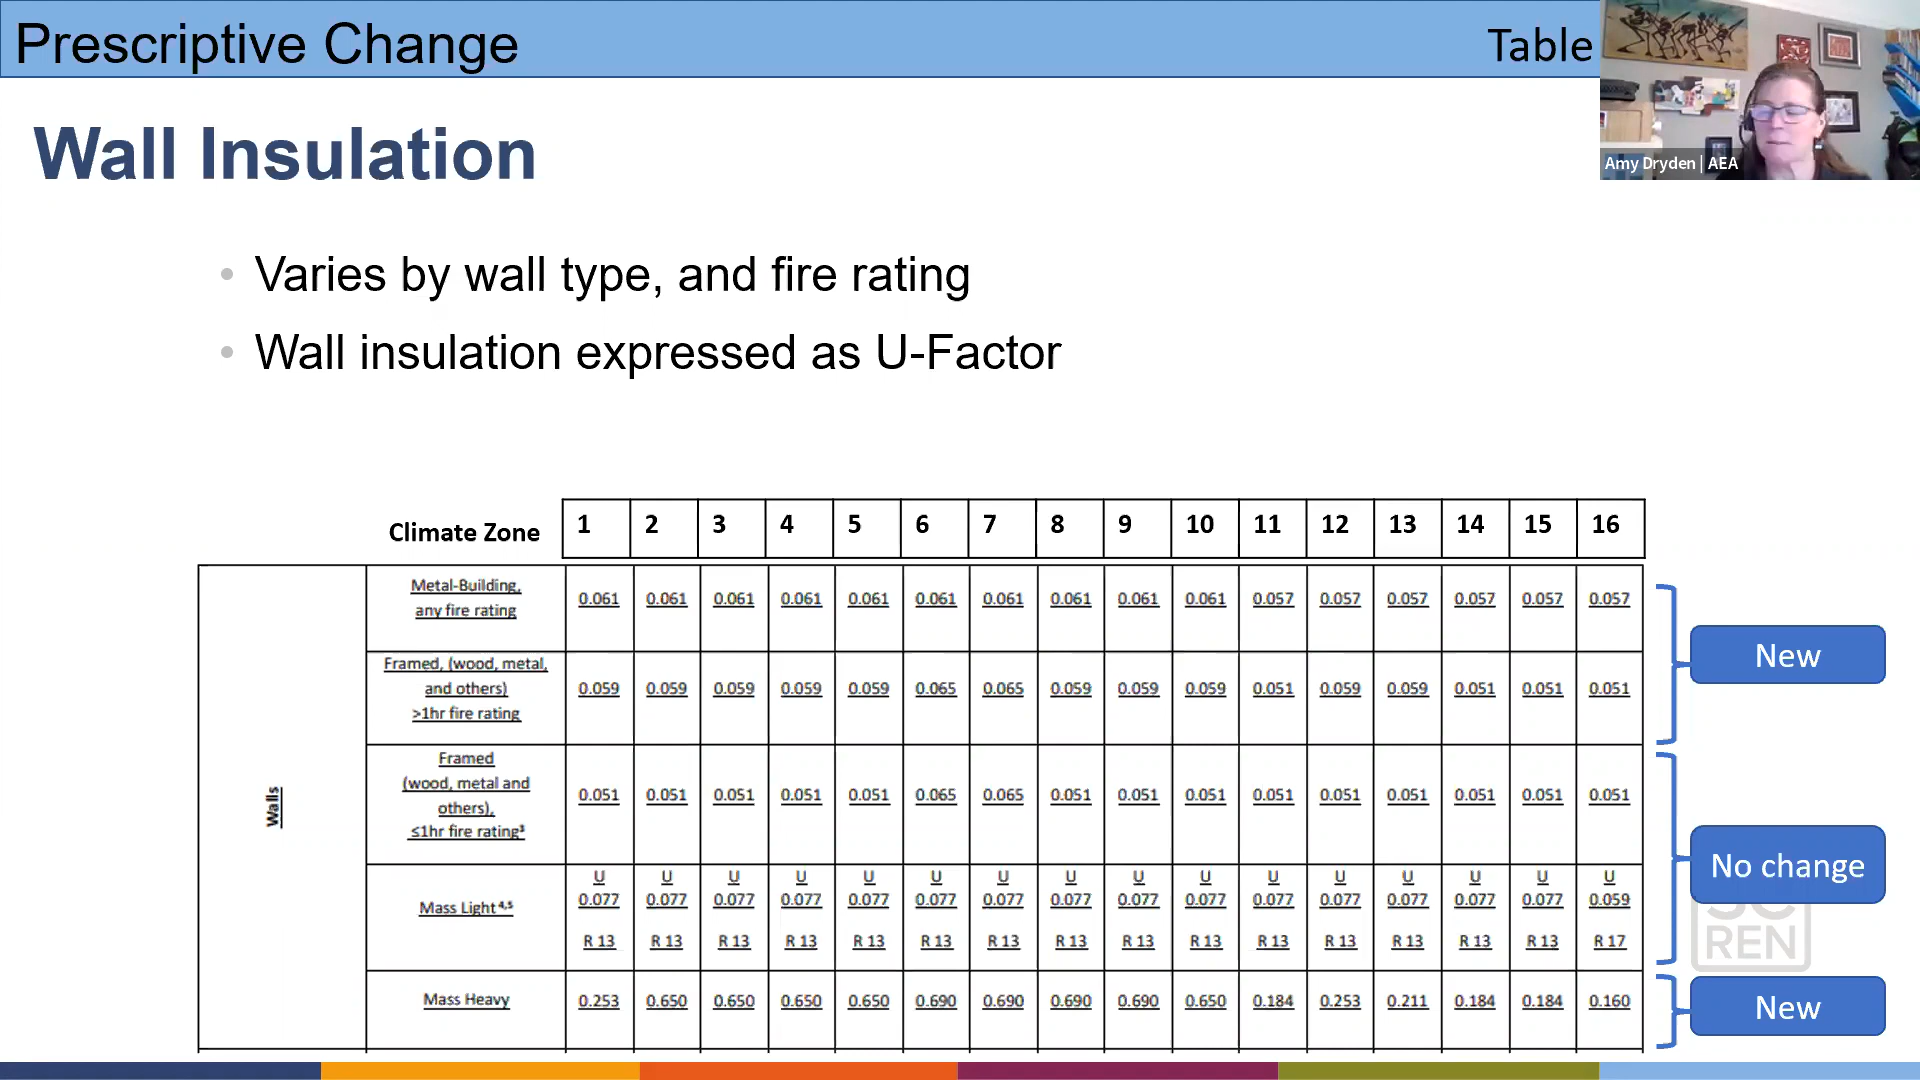 Prescriptive Change
Table
Amy Dryden | AEA
Wall Insulation
• Varies by wall type, and fire rating
• Wall insulation expressed as U-Factor
Climate Zone 1 2 3 4 5 6 7 8 9 10 11 12 13 14 15 16
Walls
Metal-Building,
any fire rating
0.061 0.061 0.061 0.061 0.061 0.061 0.061 0.061 0.061 0.061 0.057 0.057 0.057 0.057 0.057 0.057
Framed, (wood, metal,
and others)
>1hr fire rating
0.059 0.059 0.059 0.059 0.059 0.065 0.065 0.059 0.059 0.059 0.051 0.059 0.059 0.051 0.051 0.051
New
Framed
(wood, metal and
others),
≤1hr fire rating³
0.051 0.051 0.051 0.051 0.051 0.065 0.065 0.051 0.051 0.051 0.051 0.051 0.051 0.051 0.051 0.051
Mass Light ⁴,⁵
U U U U U U U U U U U U U U U U
0.077 0.077 0.077 0.077 0.077 0.077 0.077 0.077 0.077 0.077 0.077 0.077 0.077 0.077 0.077 0.059
R 13 R 13 R 13 R 13 R 13 R 13 R 13 R 13 R 13 R 13 R 13 R 13 R 13 R 13 R 13 R 17
No change
REN
Mass Heavy
0.253 0.650 0.650 0.650 0.650 0.690 0.690 0.690 0.690 0.650 0.184 0.253 0.211 0.184 0.184 0.160
New